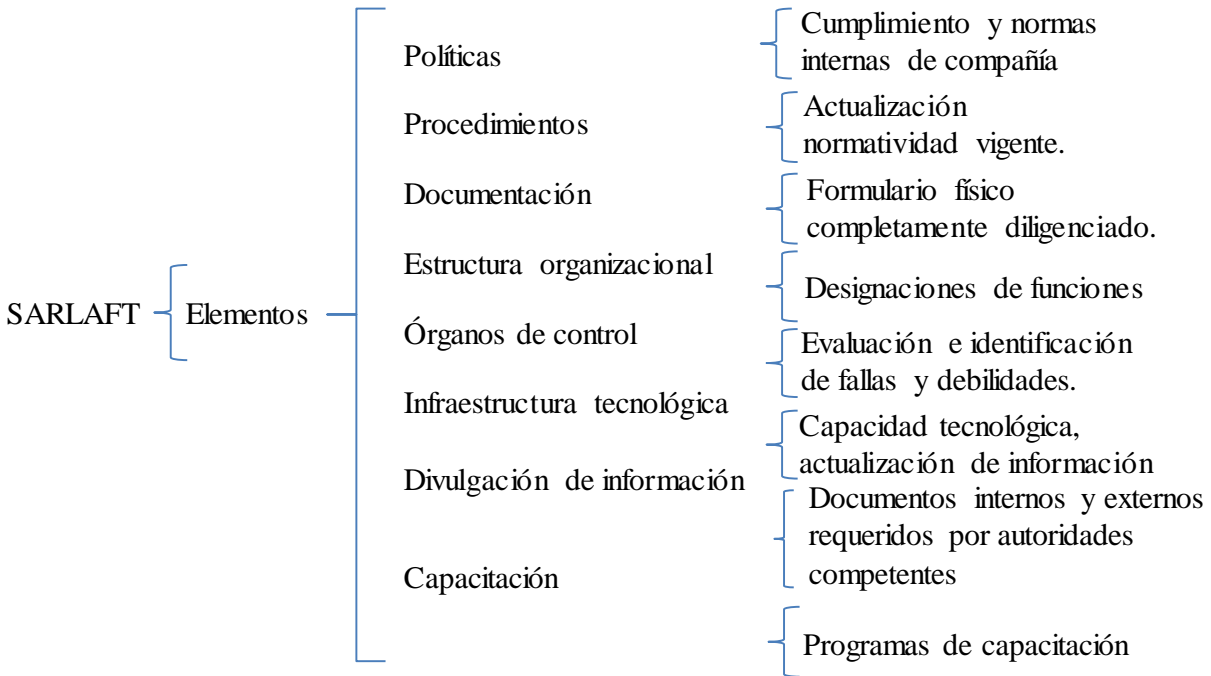 SARLAFT
Elementos
Políticas
Cumplimiento y normas
internas de compañía
Procedimientos
Actualización
normatividad vigente.
Documentación
Formulario físico
completamente diligenciado.
Estructura organizacional
Designaciones de funciones
Órganos de control
Evaluación e identificación
de fallas y debilidades.
Infraestructura tecnológica
Capacidad tecnológica,
actualización de información
Divulgación de información
Documentos internos y externos
requeridos por autoridades
competentes
Capacitación
Programas de capacitación